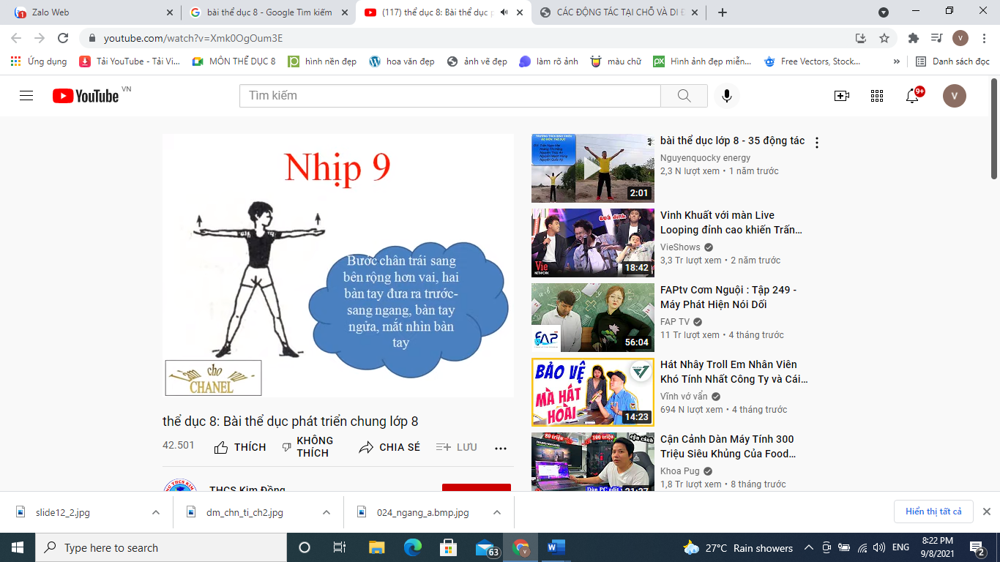 Zalo Web
1
bài thể dục 8 - Google Tìm kiếm
(117) thể dục 8: Bài thể dục p
CÁC ĐỘNG TÁC TẠI CHỖ VÀ DI Đ
youtube.com/watch?v=Xmk0OgOum3E
V
Ứng dụng
Tải YouTube - Tải Vi...
MÔN THỂ DỤC 8
hình nền đẹp
hoa văn đẹp
ảnh vẽ đẹp
làm rõ ảnh
màu chữ
Hình ảnh đẹp miễn...
Free Vectors, Stock...
»
Danh sách đọc
YouTube VN
Tìm kiếm
9+
V
Nhịp 9
Bước chân trái sang
bên rộng hơn vai, hai
bàn tay đưa ra trước-
sang ngang, bàn tay
ngửa, mắt nhìn bàn
tay
cho
CHANEL
thể dục 8: Bài thể dục phát triển chung lớp 8
42.501
THÍCH
KHÔNG
THÍCH
CHIA SẺ
LƯU
THCS Kim Đồng
2:01
bài thể dục lớp 8 - 35 động tác
Nguyenquocky energy
2,3 N lượt xem • 1 năm trước
Vie
NETWORK
18:42
Vinh Khuất với màn Live
Looping đỉnh cao khiến Trấn...
VieShows
3,3 Tr lượt xem • 2 năm trước
FAP
56:04
FAPtv Cơm Nguội : Tập 249 -
Máy Phát Hiện Nói Dối
FAP TV
11 Tr lượt xem • 4 tháng trước
BẢO VỆ
MÀ HÁT
HOÀI
14:23
Hát Nhây Troll Em Nhân Viên
Khó Tính Nhất Công Ty và Cái...
Vĩnh vớ vẩn
694 N lượt xem • 4 tháng trước
Cận Cảnh Dàn Máy Tính 300
Triệu Siêu Khủng Của Food...
Khoa Pug
1,8 Tr lượt xem • 8 tháng trước
slide12_2.jpg
dm_chn_ti_ch2.jpg
024_ngang_a.bmp.jpg
Hiển thị tất cả
Type here to search
63
27°C Rain showers
ENG
8:22 PM
9/8/2021
2